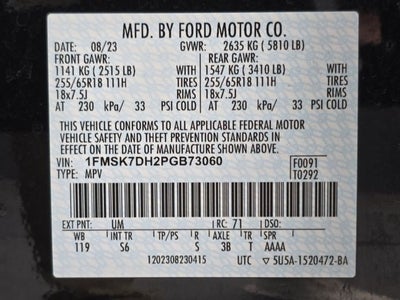 MFD. BY FORD MOTOR CO.
DATE: 08/23 GVWR: 2635 KG ( 5810 LB)
FRONT GAWR: REAR GAWR:
1141 KG ( 2515 LB) WITH 1547 KG ( 3410 LB) WITH
255/65R18 111H TIRES 255/65R18 111H TIRES
18x7.5J RIMS 18x7.5J RIMS
AT 230 kPa/ 33 PSI COLD AT 230 kPa/ 33 PSI COLD
THIS VEHICLE CONFORMS TO ALL APPLICABLE FEDERAL MOTOR
VEHICLE SAFETY AND THEFT PREVENTION STANDARDS IN EFFECT
ON THE DATE OF MANUFACTURE SHOWN ABOVE.
VIN: 1FMSK7DH2PGB73060 F0091
TYPE: MPV T0292
EXT PNT: UM RC: 71 DSO:
WB INT TR TP/PS R AXLE TR SPR
119 S6 S 3B T AAAA
1202308230415 UTC ▽ 5U5A-1520472-BA